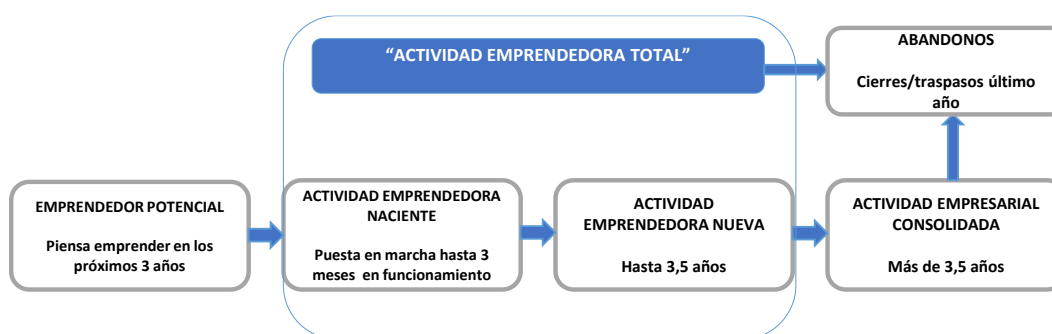 “ACTIVIDAD EMPRENDEDORA TOTAL”
ABANDONOS
Cierres/traspasos último
año
EMPRENDEDOR POTENCIAL
Piensa emprender en los
próximos 3 años
ACTIVIDAD EMPRENDEDORA
NACIENTE
Puesta en marcha hasta 3
meses en funcionamiento
ACTIVIDAD
EMPRENDEDORA NUEVA
Hasta 3,5 años
ACTIVIDAD EMPRESARIAL
CONSOLIDADA
Más de 3,5 años